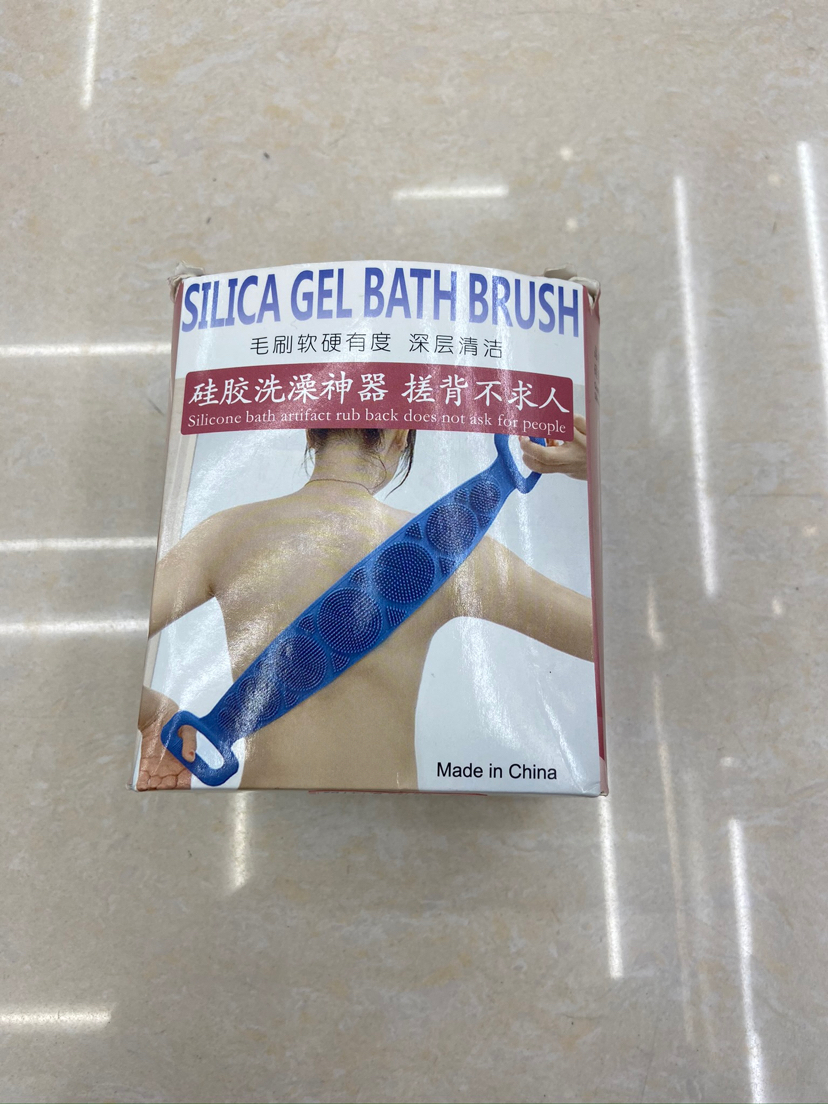 SILICA GEL BATH BRUSH
毛刷软硬有度 深层清洁
硅胶洗澡神器 搓背不求人
Silicone bath artifact rub back does not ask for people
Made in China